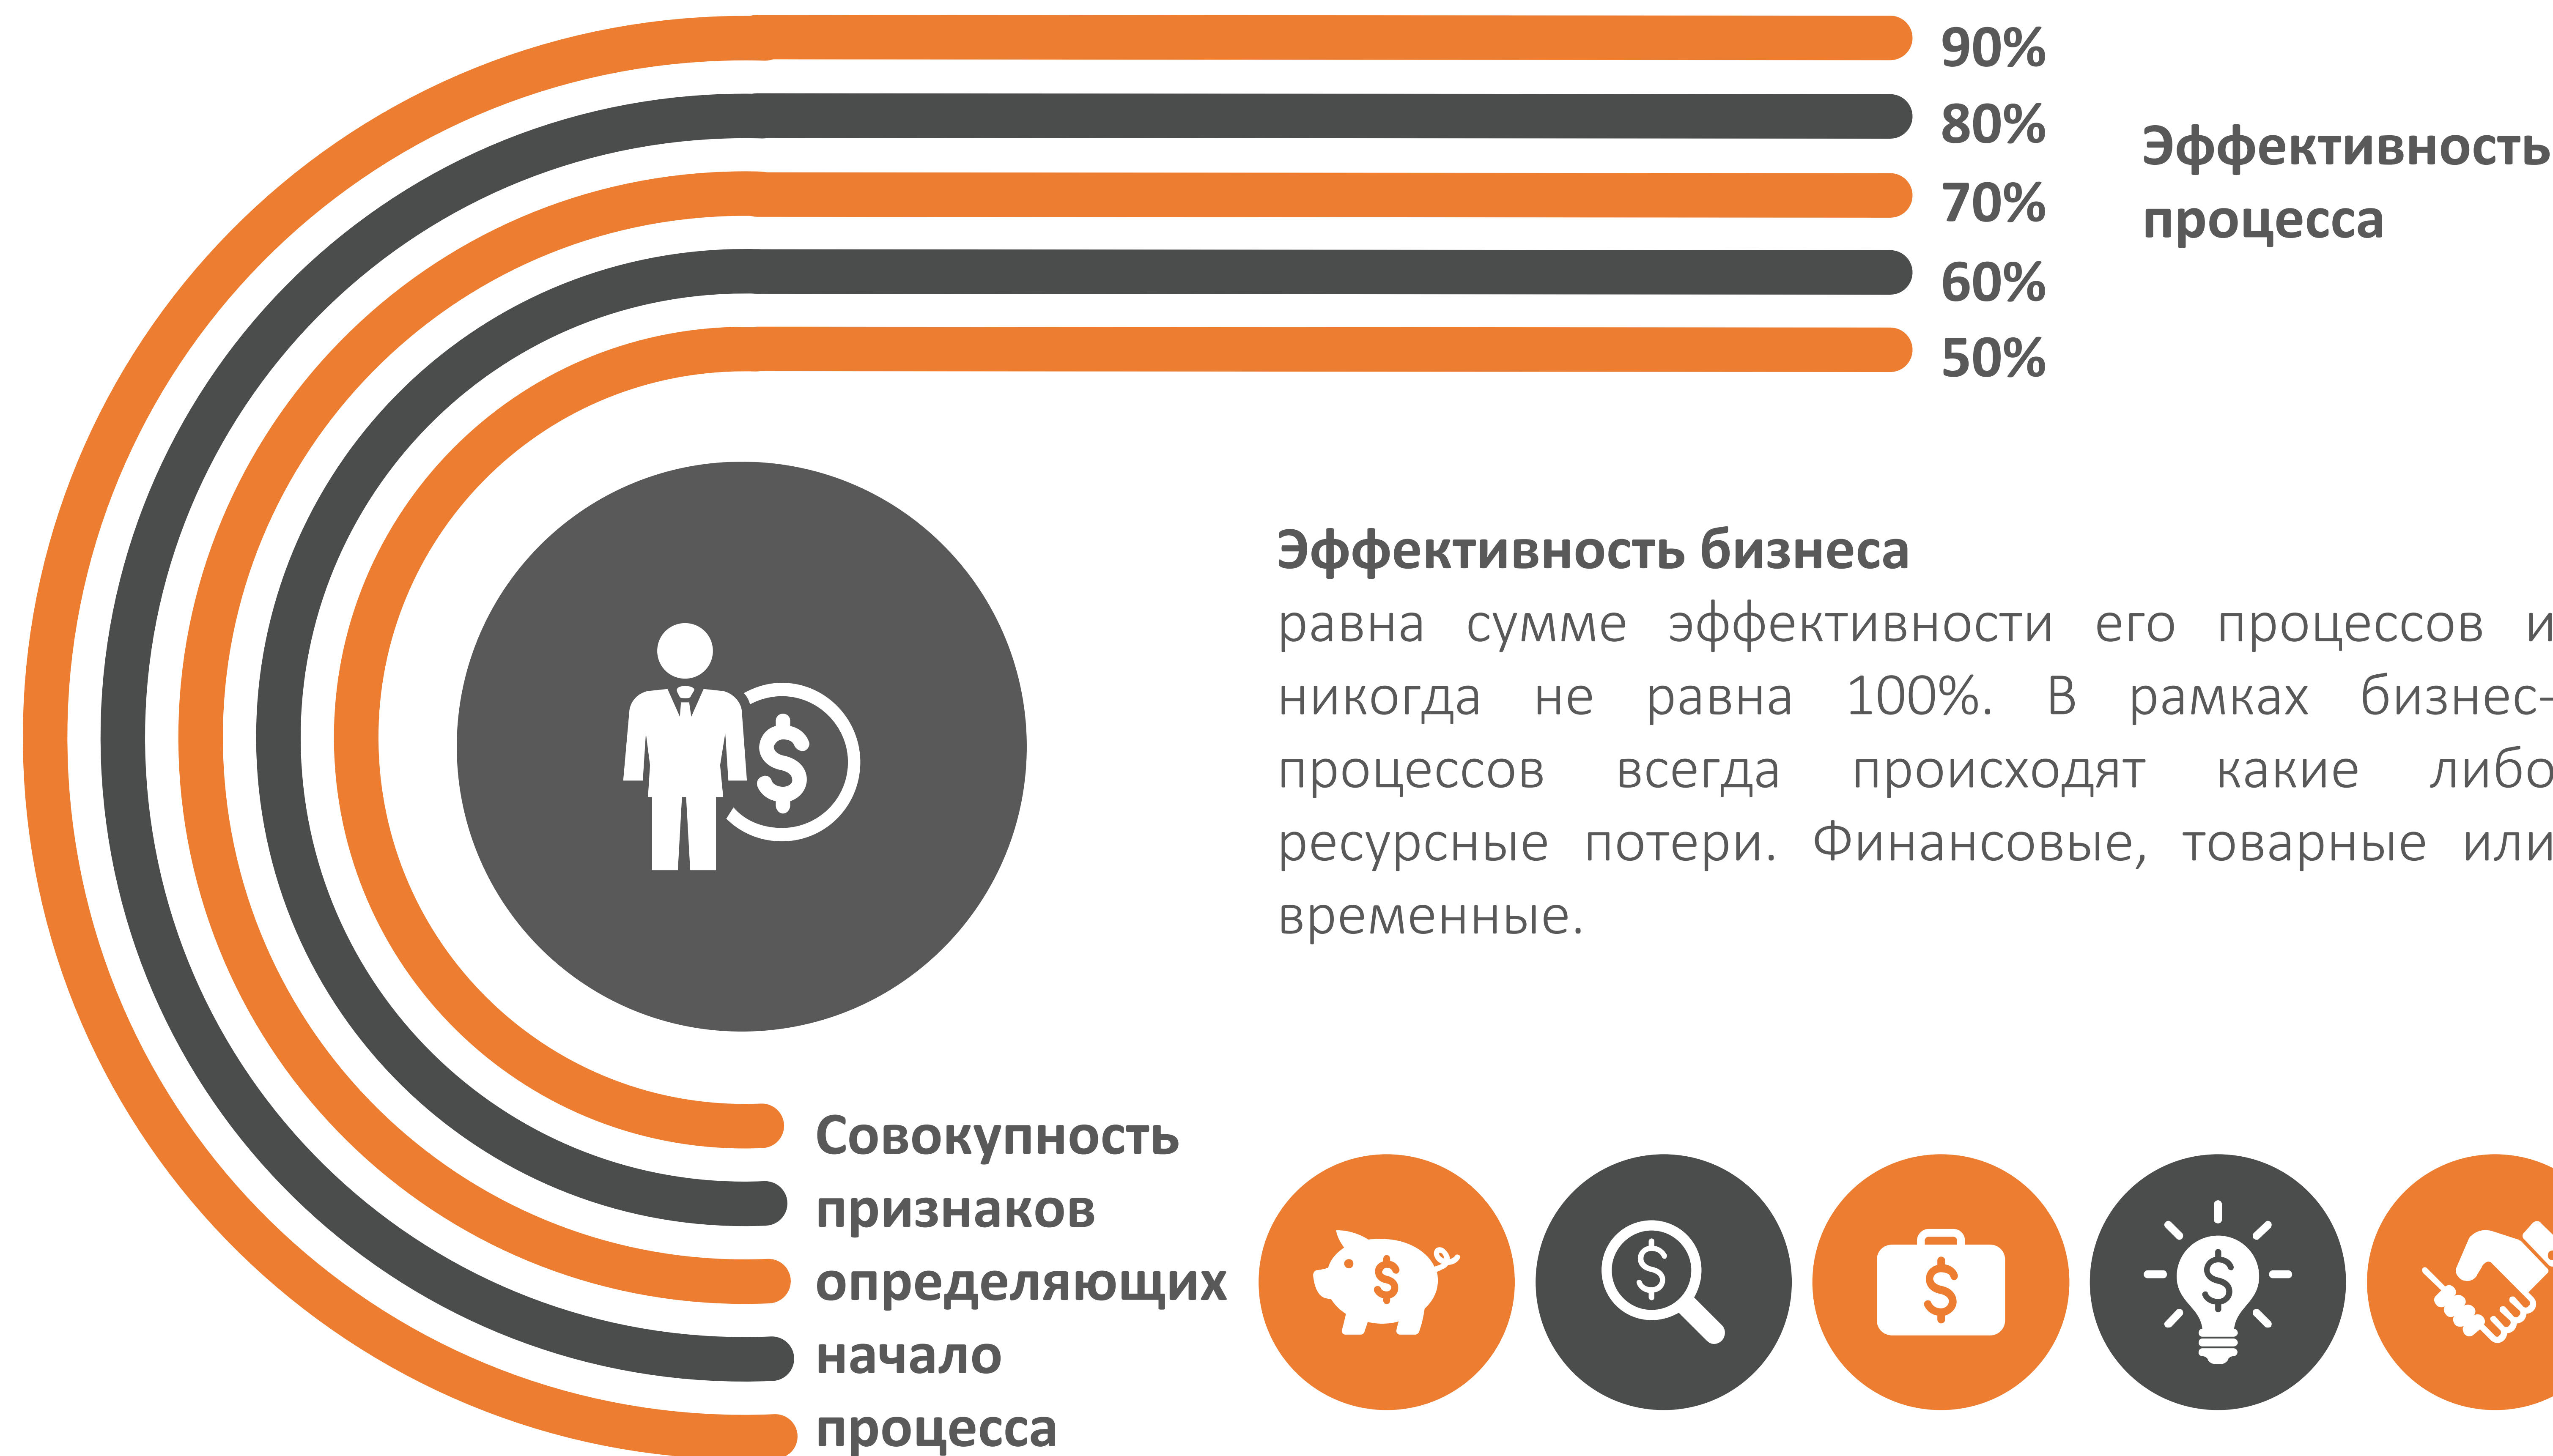 90%
80%
70%
60%
50%
Эффективность
процесса
Эффективность бизнеса
равна сумме эффективности его процессов и
никогда не равна 100%. В рамках бизнес-
процессов всегда происходят какие либо
ресурсные потери. Финансовые, товарные или
временные.
Совокупность
признаков
определяющих
начало
процесса
$
$
$
$
$